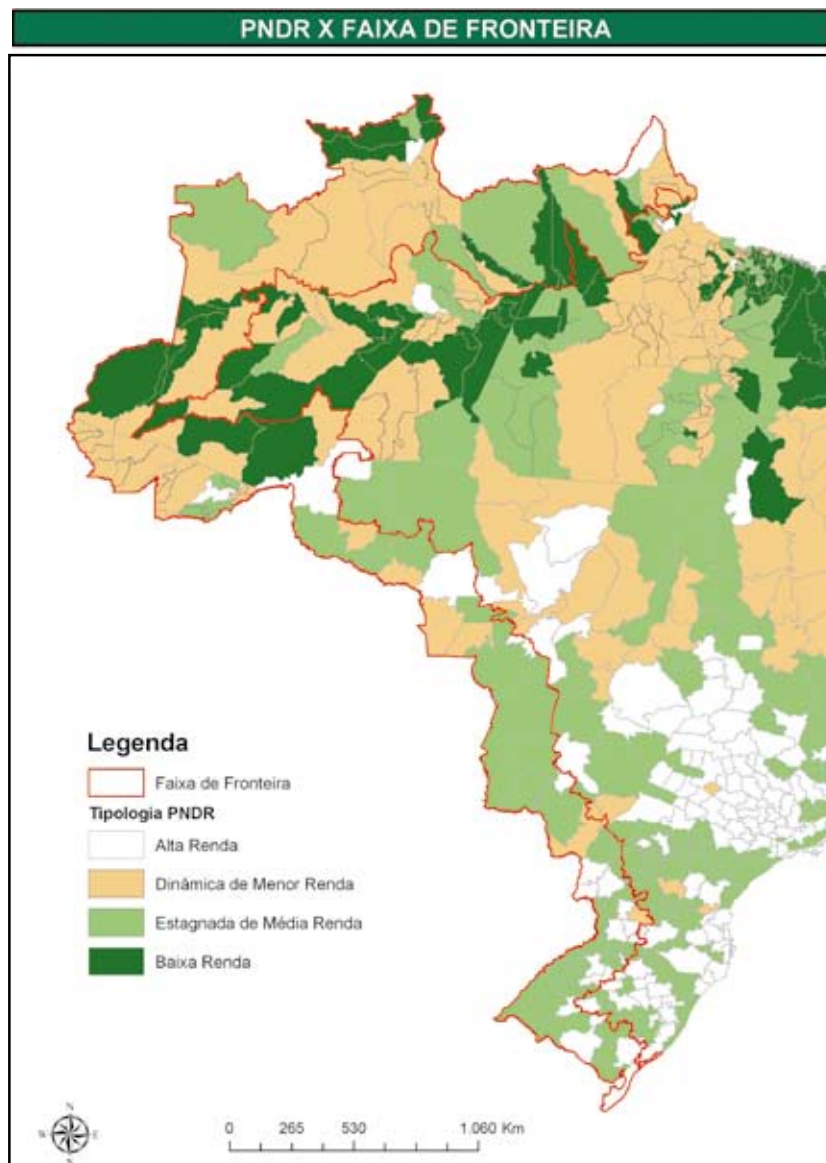 PNDR X FAIXA DE FRONTEIRA
Legenda
Faixa de Fronteira
Tipologia PNDR
Alta Renda
Dinâmica de Menor Renda
Estagnada de Média Renda
Baixa Renda
N
E
S
0 265 530 1.060 Km